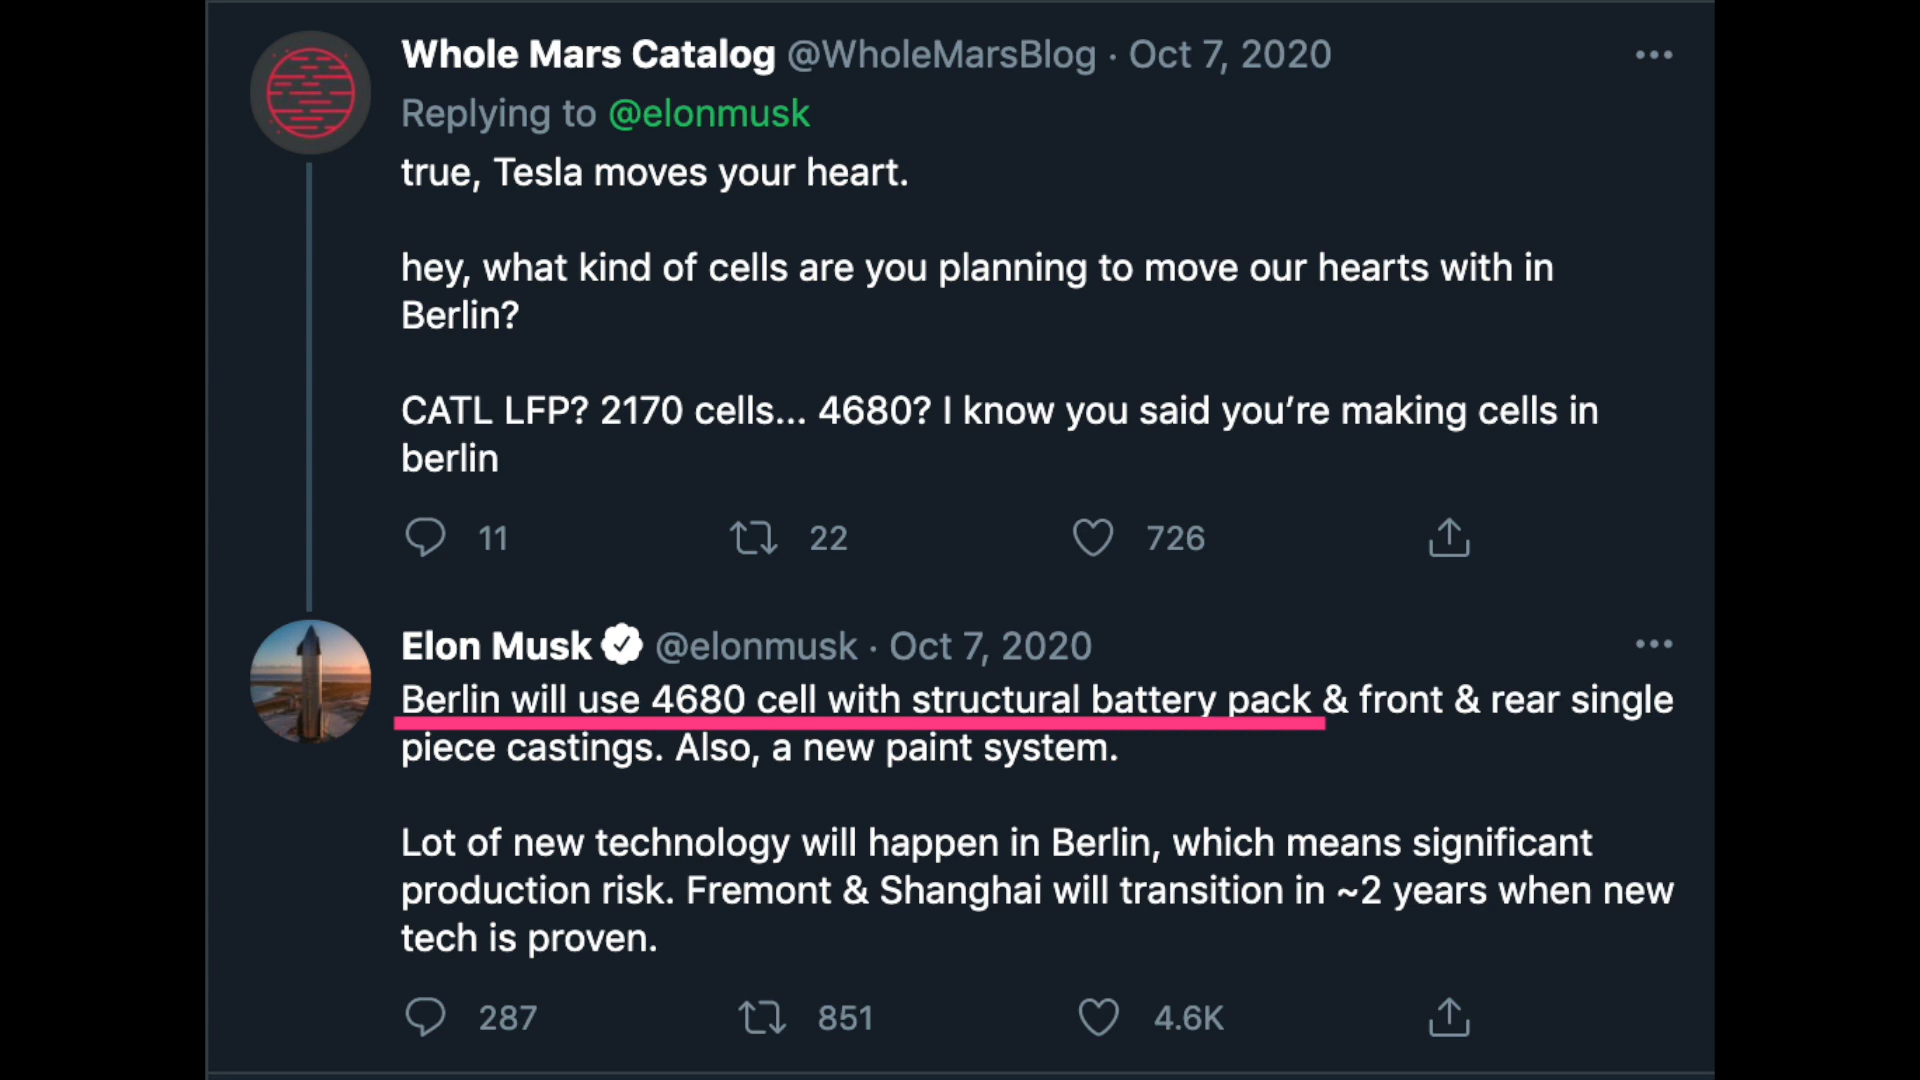 Whole Mars Catalog @WholeMarsBlog · Oct 7, 2020
Replying to @elonmusk
true, Tesla moves your heart.
hey, what kind of cells are you planning to move our hearts with in
Berlin?
CATL LFP? 2170 cells... 4680? I know you said you’re making cells in
berlin
11 22 726
Elon Musk @elonmusk · Oct 7, 2020
Berlin will use 4680 cell with structural battery pack & front & rear single
piece castings. Also, a new paint system.
Lot of new technology will happen in Berlin, which means significant
production risk. Fremont & Shanghai will transition in ~2 years when new
tech is proven.
287 851 4.6K